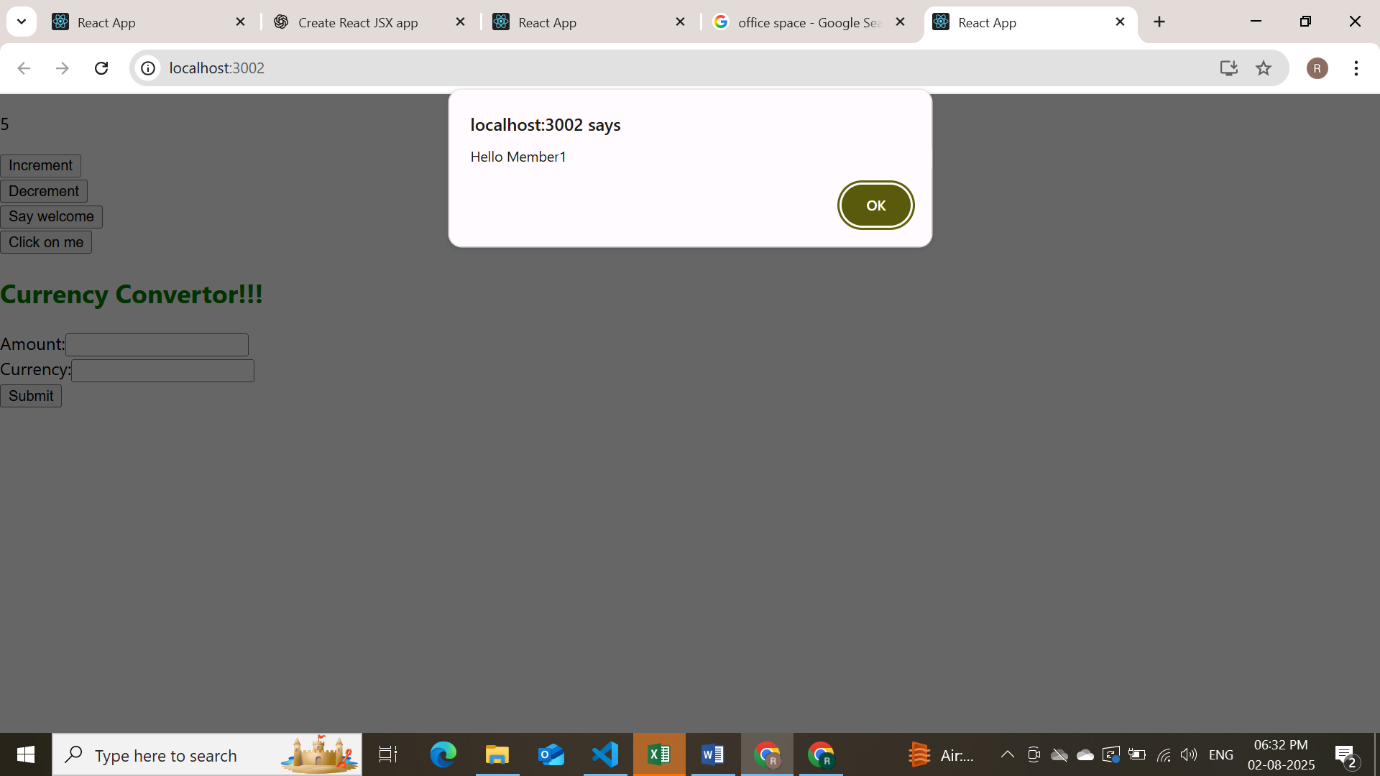 React App
Create React JSX app
React App
office space - Google Sea
React App
localhost:3002
R
localhost:3002 says
Hello Member1
OK
5
Increment
Decrement
Say welcome
Click on me
Currency Convertor!!!
Amount:
Currency:
Submit
Type here to search
Air:...
ENG
06:32 PM
02-08-2025
2